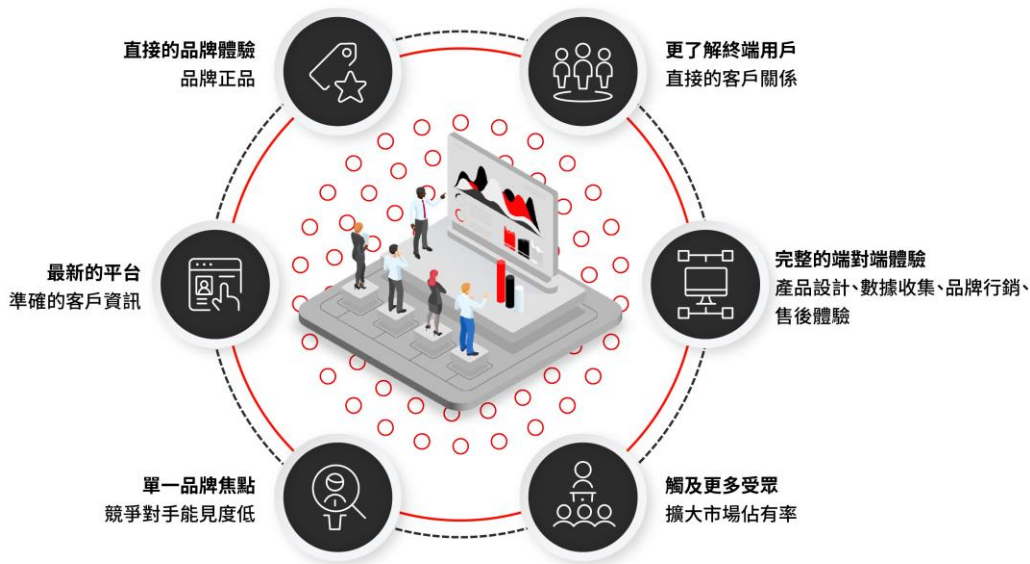 直接的品牌體驗
品牌正品
更了解終端用戶
直接的客戶關係
最新的平台
準確的客戶資訊
完整的端對端體驗
產品設計、數據收集、品牌行銷、
售後體驗
單一品牌焦點
競爭對手能見度低
觸及更多受眾
擴大市場佔有率